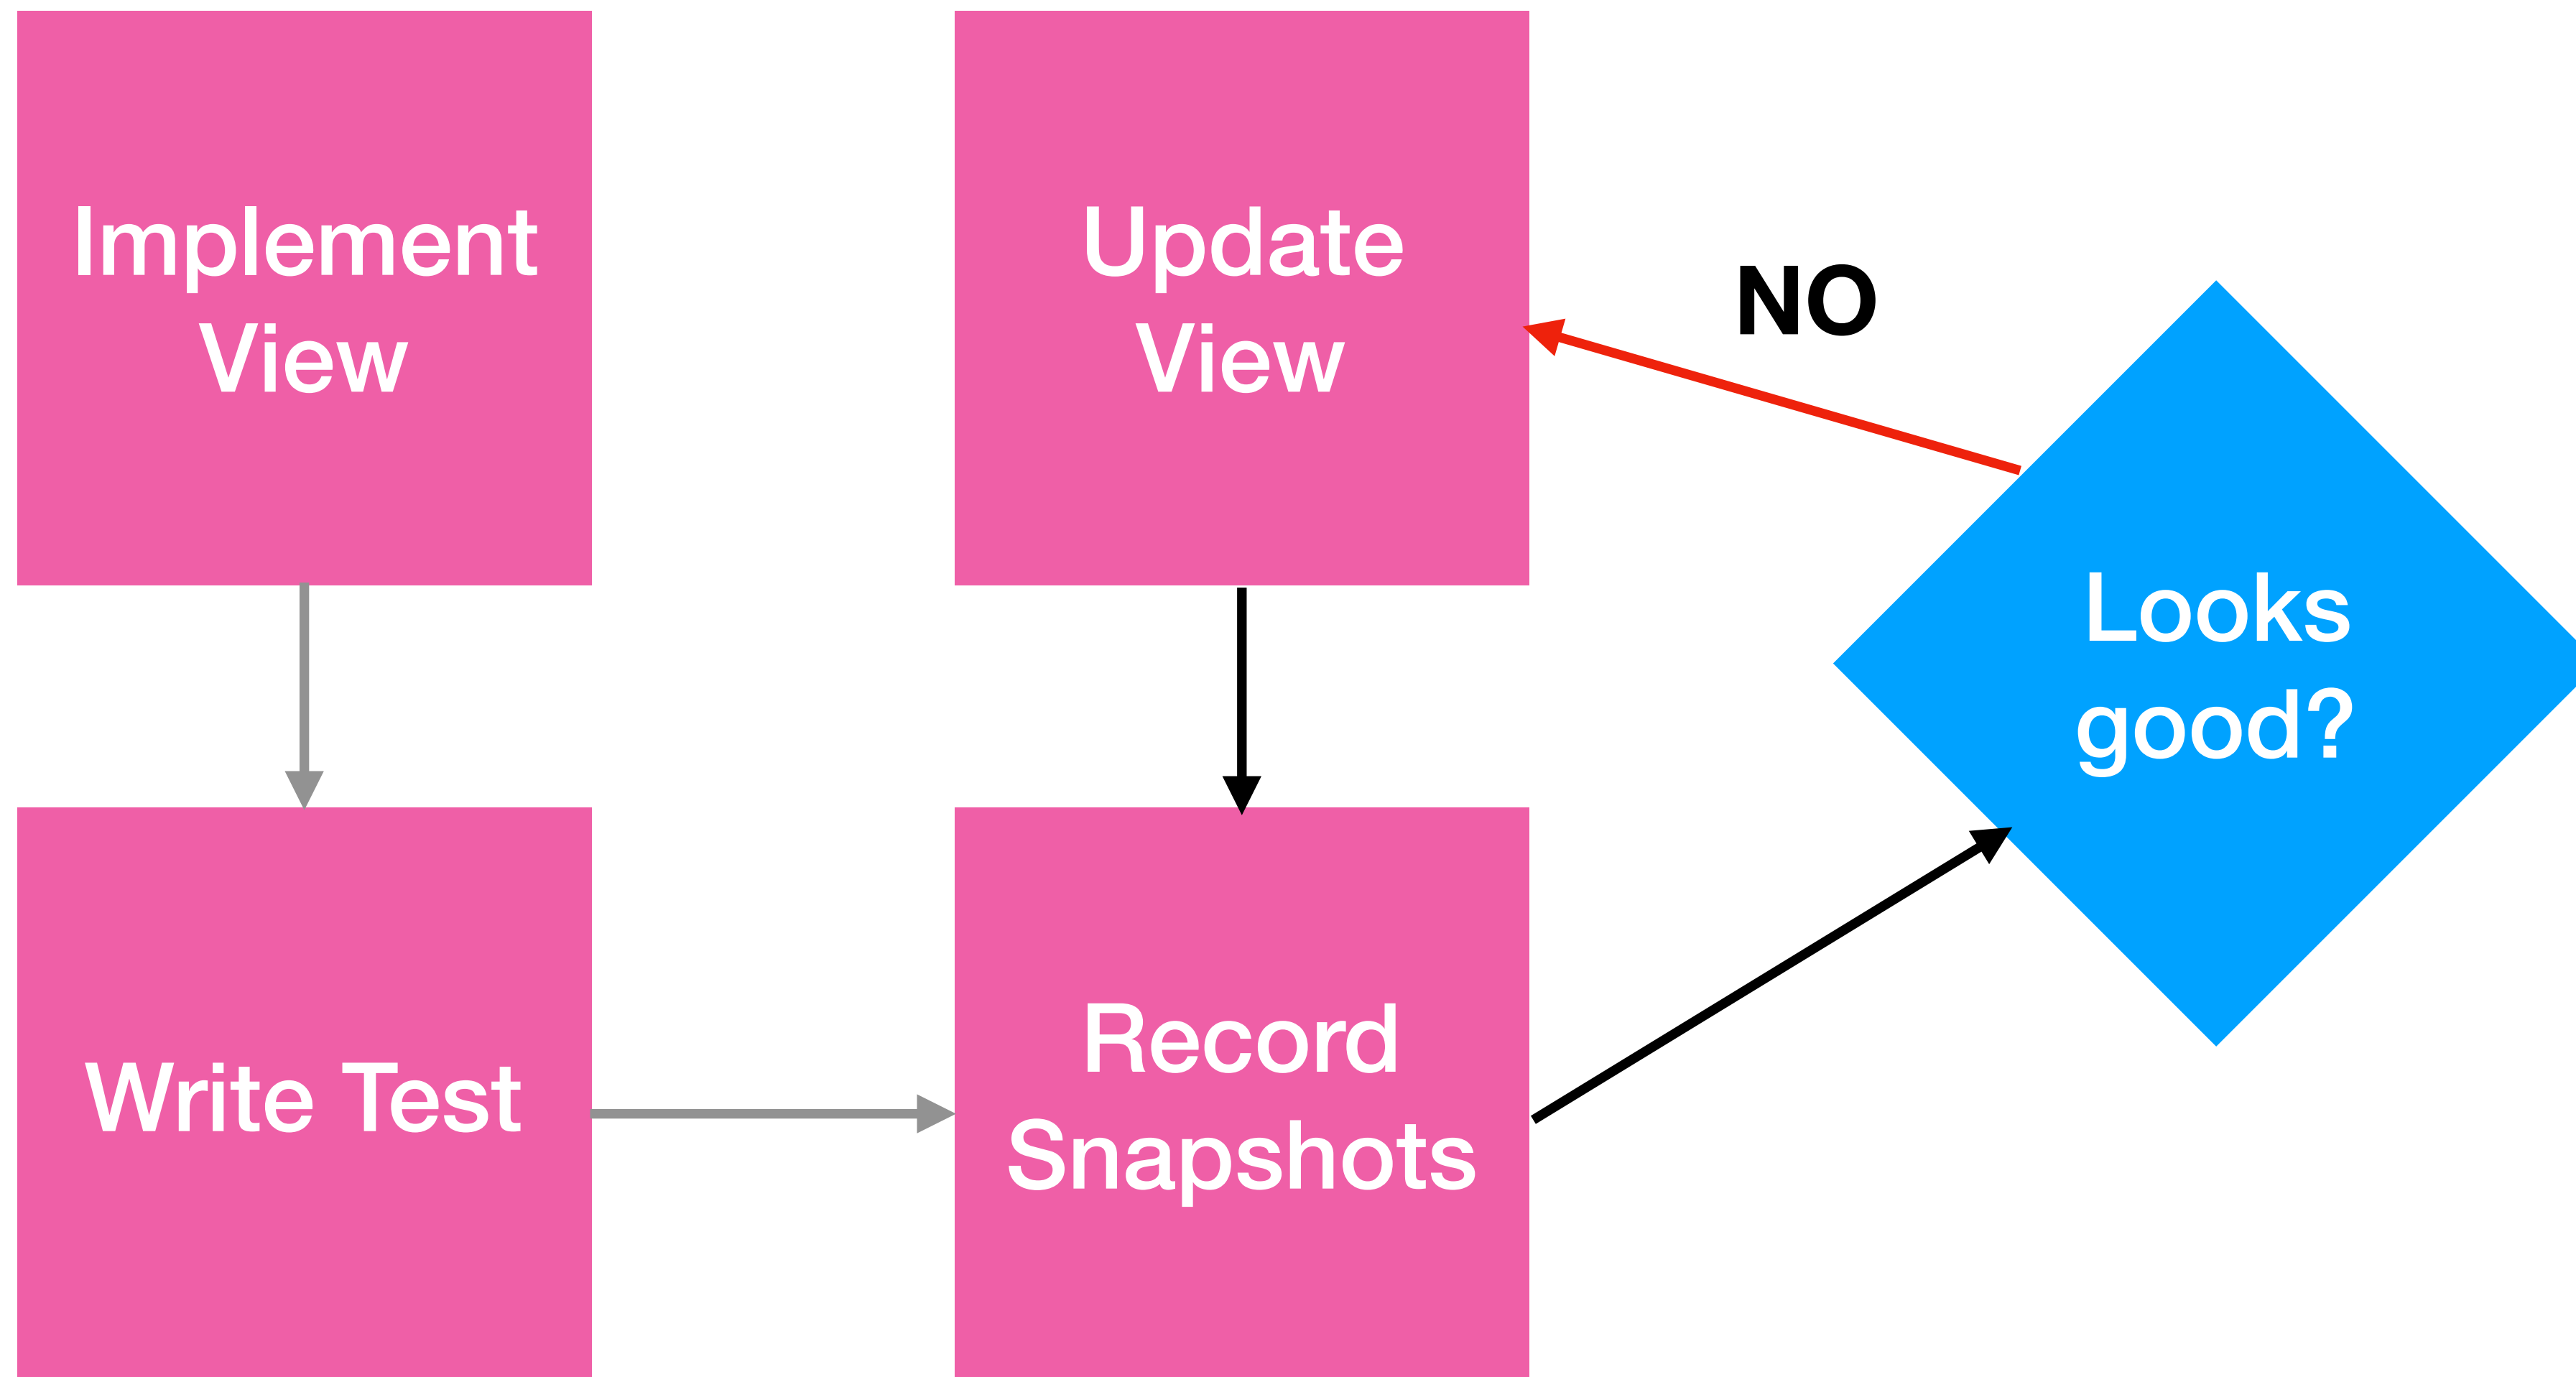 Implement
View
Update
View
NO
Looks
good?
Write Test
Record
Snapshots